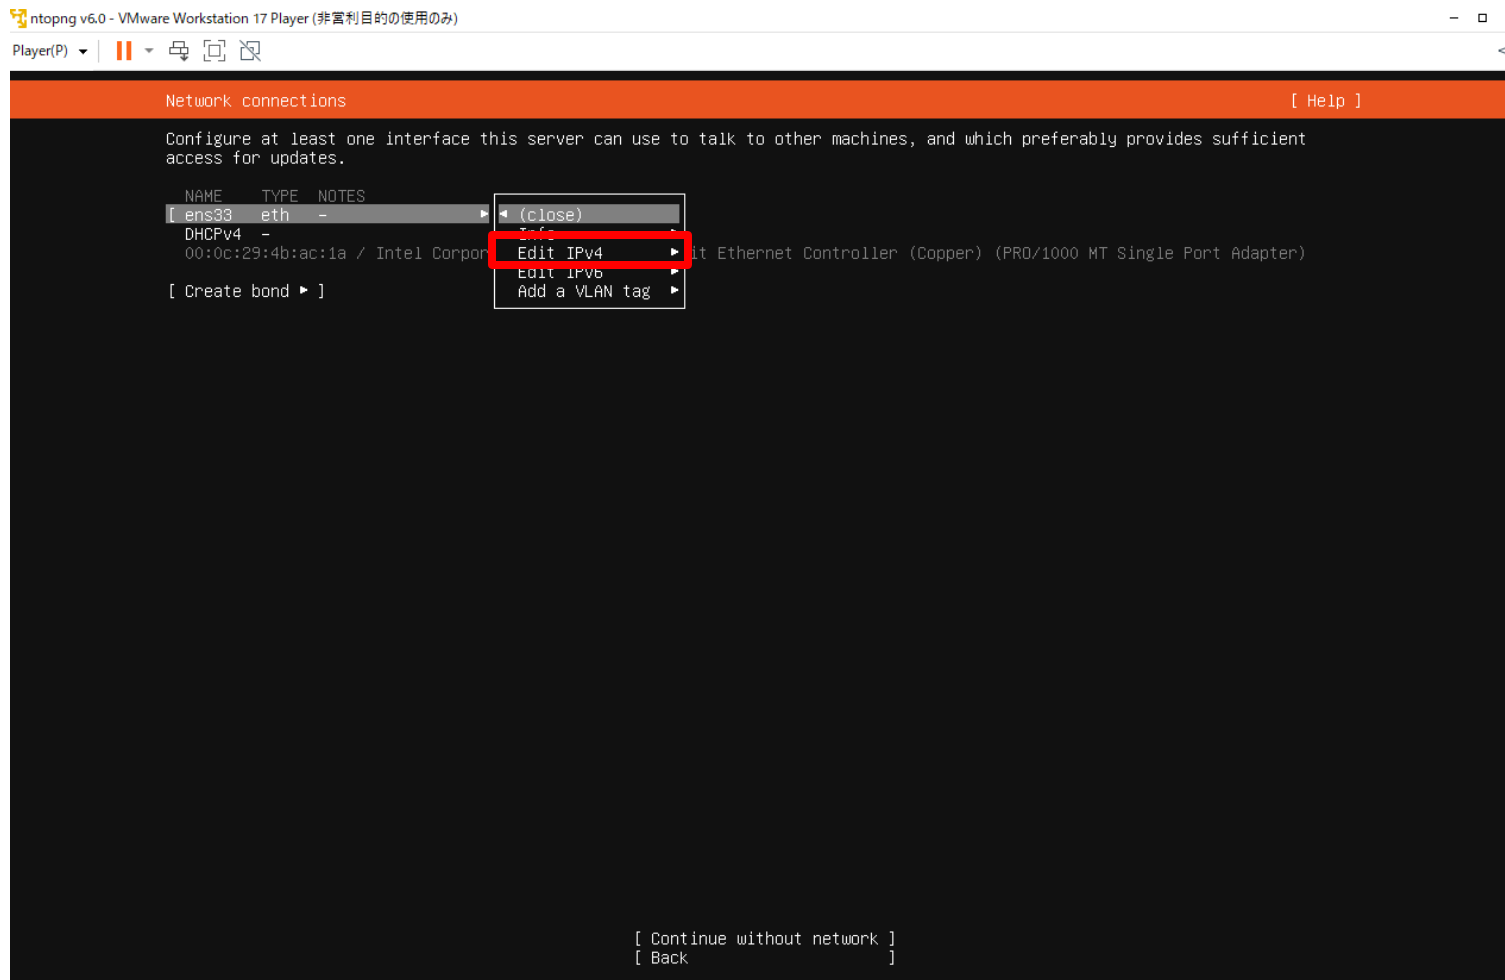 ntopng v6.0 - VMware Workstation 17 Player (非営利目的の使用のみ)
Player(P)
Network connections [ Help ]
Configure at least one interface this server can use to talk to other machines, and which preferably provides sufficient
access for updates.
NAME TYPE NOTES
[ ens33 eth - ▸ ◂ (close)
DHCPv4 - Info ▸
00:0c:29:4b:ac:1a / Intel Corpor Edit IPv4 ▸ it Ethernet Controller (Copper) (PRO/1000 MT Single Port Adapter)
Edit IPv6 ▸
[ Create bond ▸ ] Add a VLAN tag ▸
[ Continue without network ]
[ Back ]